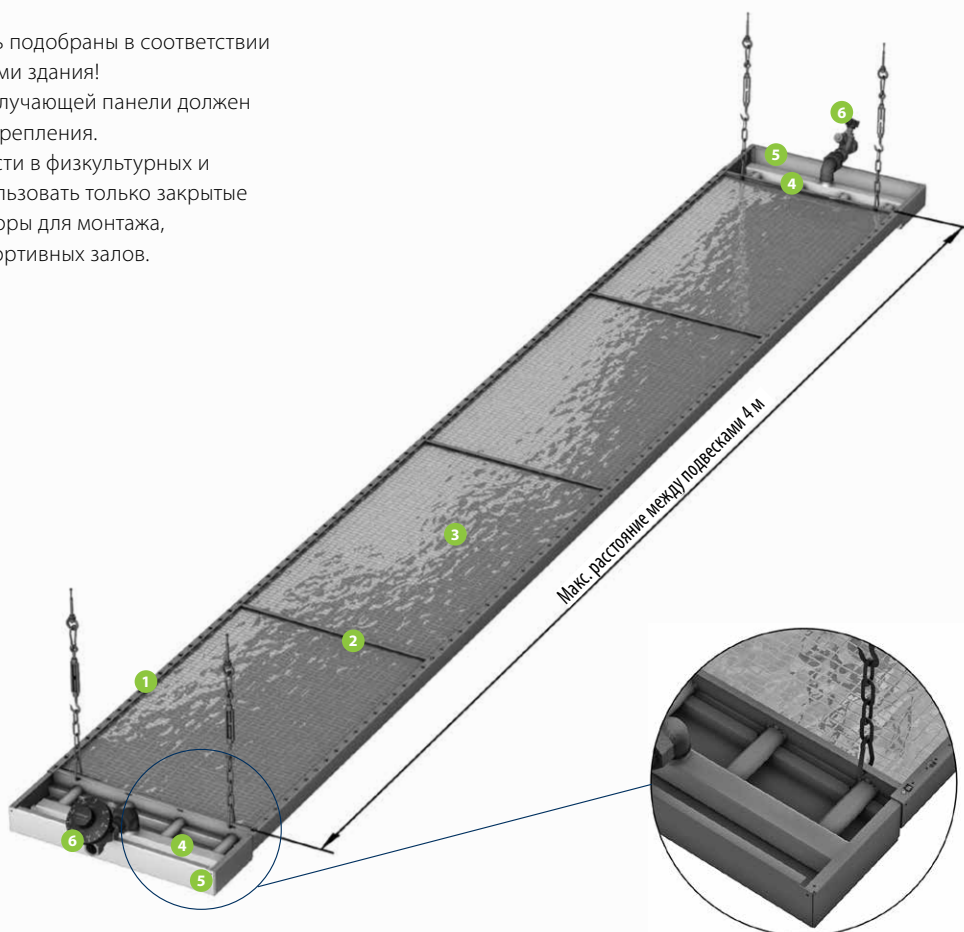 ь подобраны в соответствии
ми здания!
лучающей панели должен
репления.
сти в физкультурных и
льзовать только закрытые
оры для монтажа,
ортивных залов.
6
5
4
Макс. расстояние между подвесками 4 м
3
2
1
6
4
5